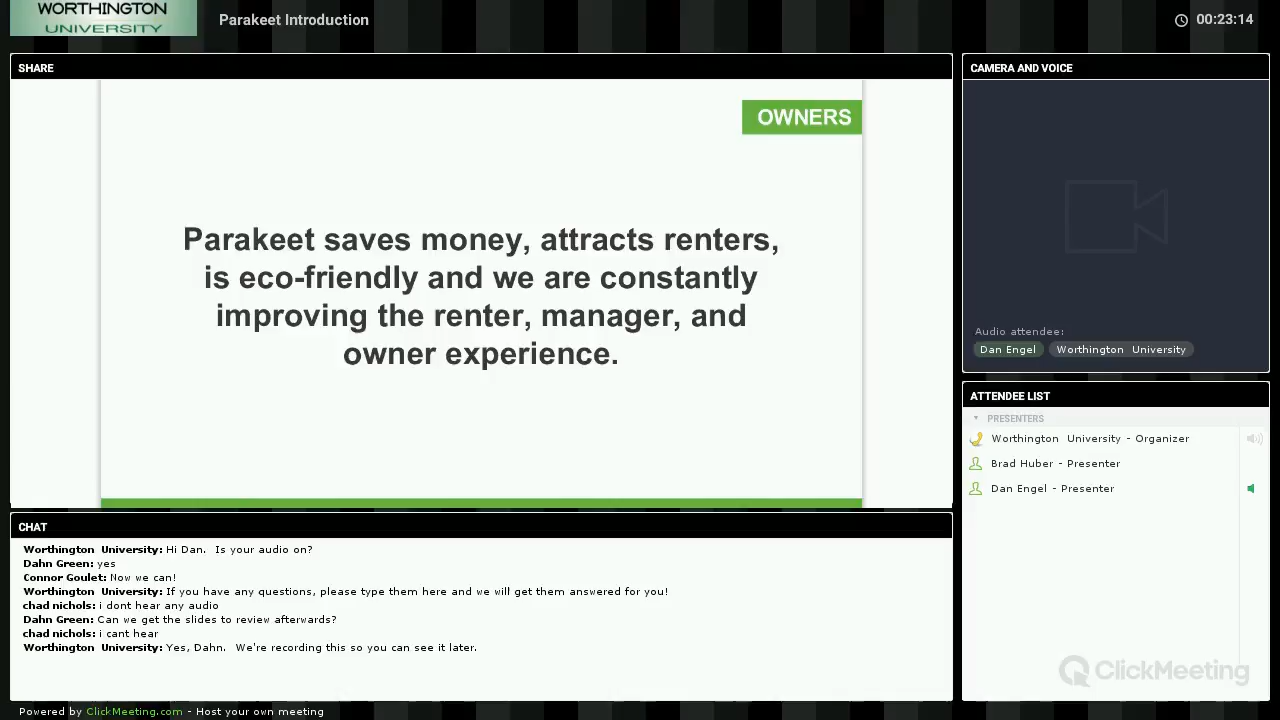 WORTHINGTON
UNIVERSITY
Parakeet Introduction
00:23:14
SHARE
OWNERS
Parakeet saves money, attracts renters,
is eco-friendly and we are constantly
improving the renter, manager, and
owner experience.
CAMERA AND VOICE
Audio attendee:
Dan Engel Worthington University
ATTENDEE LIST
PRESENTERS
Worthington University - Organizer
Brad Huber - Presenter
Dan Engel - Presenter
CHAT
Worthington University: Hi Dan. Is your audio on?
Dahn Green: yes
Connor Goulet: Now we can!
Worthington University: If you have any questions, please type them here and we will get them answered for you!
chad nichols: i dont hear any audio
Dahn Green: Can we get the slides to review afterwards?
chad nichols: i cant hear
Worthington University: Yes, Dahn. We're recording this so you can see it later.
ClickMeeting
Powered by ClickMeeting.com - Host your own meeting